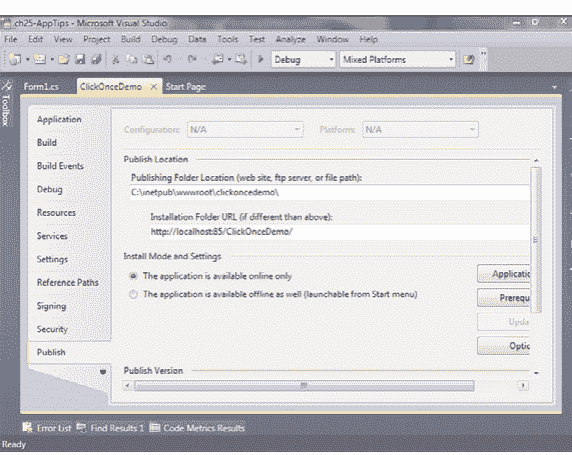 ch25-AppTips - Microsoft Visual Studio
File Edit View Project Build Debug Data Tools Test Analyze Window Help
Debug Mixed Platforms
Form1.cs ClickOnceDemo Start Page
Toolbox
Application
Build
Build Events
Debug
Resources
Services
Settings
Reference Paths
Signing
Security
Publish
Configuration: N/A Platform: N/A
Publish Location
Publishing Folder Location (web site, ftp server, or file path):
C:\inetpub\wwwroot\clickoncedemo\
Installation Folder URL (if different than above):
http://localhost:85/ClickOnceDemo/
Install Mode and Settings
The application is available online only
The application is available offline as well (launchable from Start menu)
Applicatio
Prerequ
Upda
Optio
Publish Version
Error List Find Results 1 Code Metrics Results
Ready